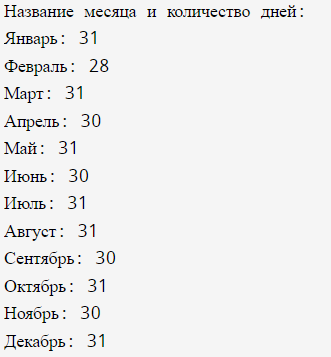 Название месяца и количество дней:
Январь: 31
Февраль: 28
Март: 31
Апрель: 30
Май: 31
Июнь: 30
Июль: 31
Август: 31
Сентябрь: 30
Октябрь: 31
Ноябрь: 30
Декабрь: 31